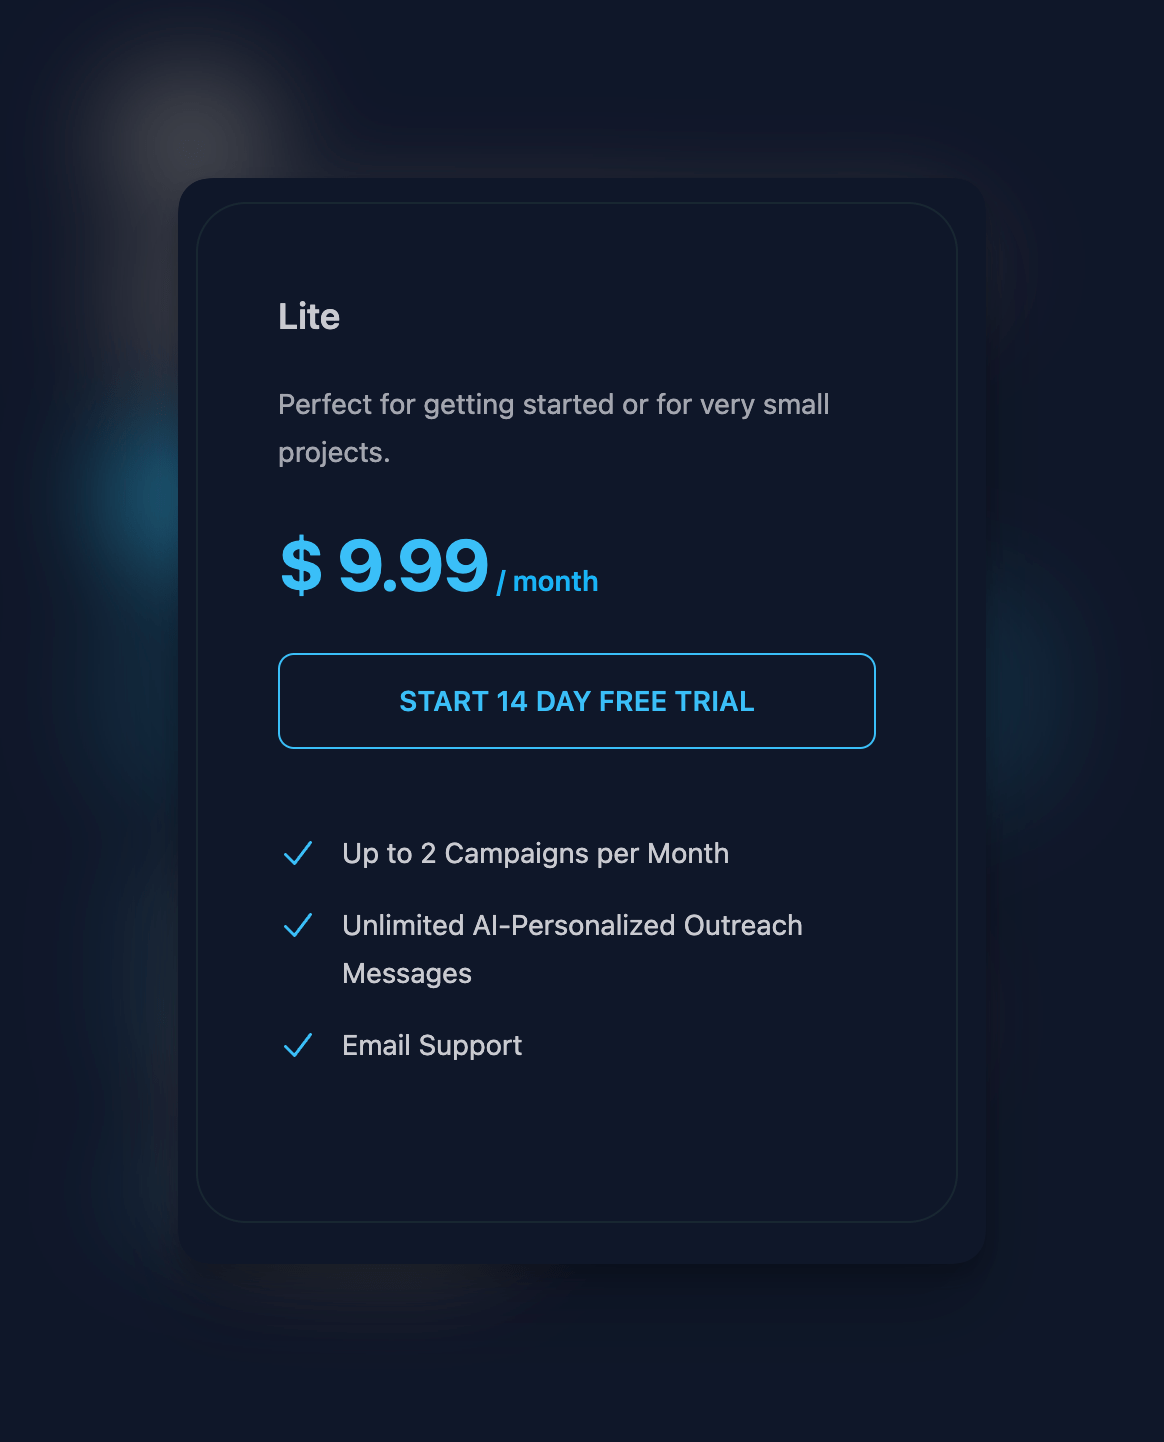 Lite
Perfect for getting started or for very small
projects.
$ 9.99 / month
START 14 DAY FREE TRIAL
Up to 2 Campaigns per Month
Unlimited AI-Personalized Outreach
Messages
Email Support